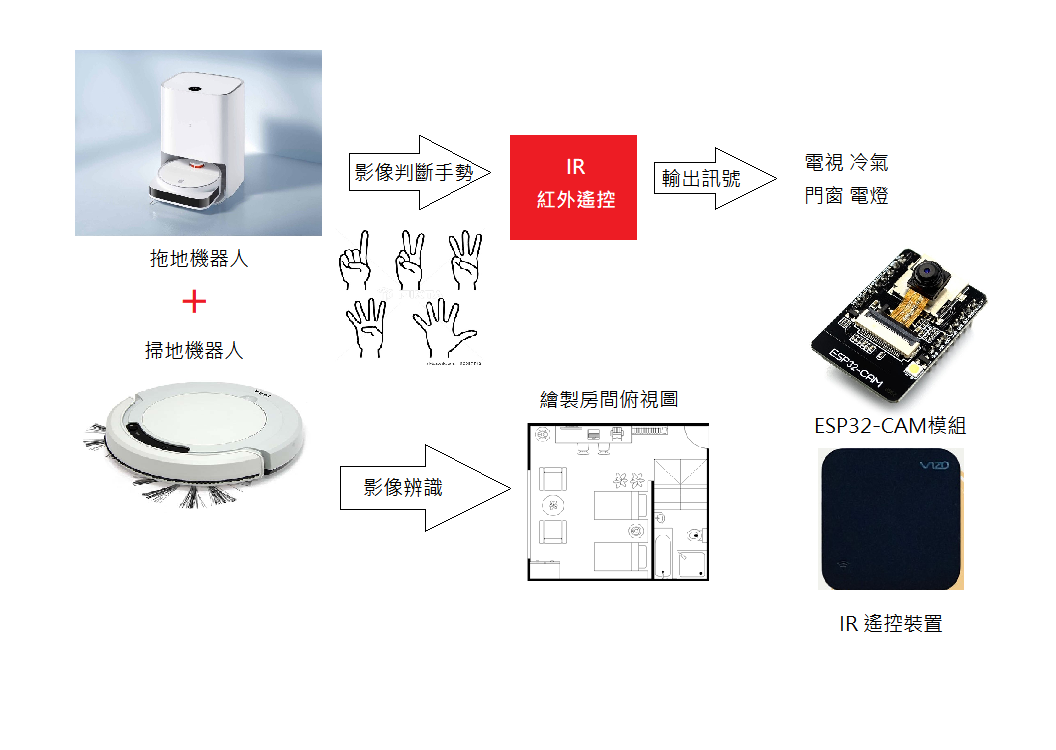 拖地機器人
+
掃地機器人
影像判斷手勢
IR
紅外遙控
輸出訊號
電視 冷氣
門窗 電燈
影像辨識
繪製房間俯視圖
ESP32-CAM
ESP32-CAM模組
VIZO
IR 遙控裝置